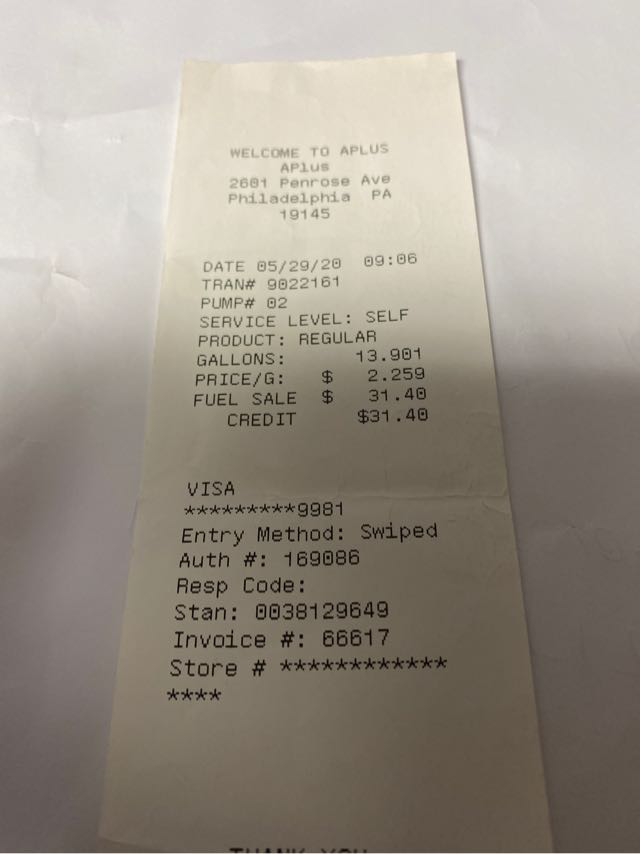 WELCOME TO APLUS
APlus
2601 Penrose Ave
Philadelphia PA
19145
DATE 05/29/20 09:06
TRAN# 9022161
PUMP# 02
SERVICE LEVEL: SELF
PRODUCT: REGULAR
GALLONS: 13.901
PRICE/G: $ 2.259
FUEL SALE $ 31.40
CREDIT $31.40
VISA
*********9981
Entry Method: Swiped
Auth #: 169086
Resp Code:
Stan: 0038129649
Invoice #: 66617
Store # ************
****
THANK YOU